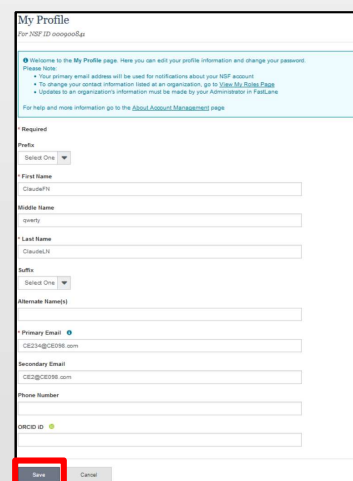 My Profile
For NSF ID 000900841
Welcome to the My Profile page. Here you can edit your profile information and change your password.
Please Note:
• Your primary email address will be used for notifications about your NSF account
• To change your contact information listed at an organization, go to View My Roles Page
• Updates to an organization's information must be made by your Administrator in FastLane
For help and more information go to the About Account Management page
* Required
Prefix
Select One
* First Name
ClaudeFN
Middle Name
qwerty
* Last Name
ClaudeLN
Suffix
Select One
Alternate Name(s)
* Primary Email
CE234@CE098.com
Secondary Email
CE2@CE098.com
Phone Number
ORCID iD
Save Cancel